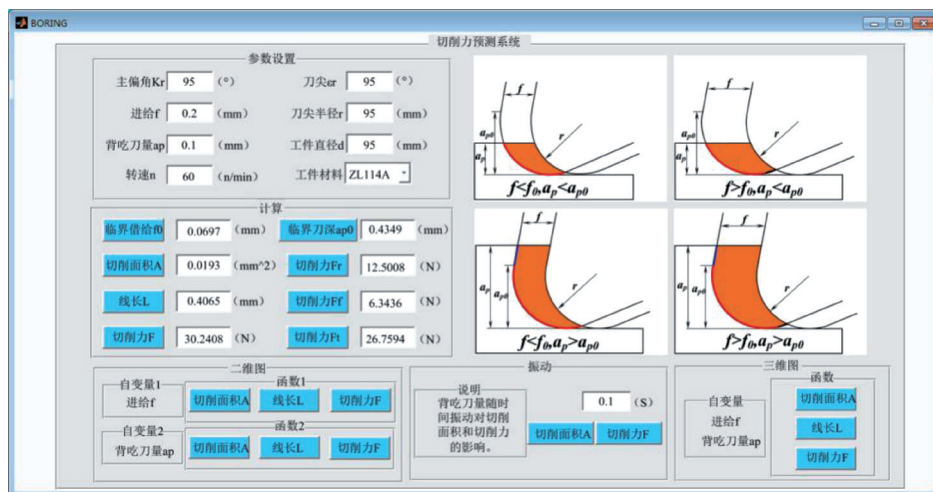 BORING
切削力预测系统
参数设置
主偏角Kr 95 (°) 刀尖εr 95 (°)
进给f 0.2 (mm) 刀尖半径r 95 (mm)
背吃刀量ap 0.1 (mm) 工件直径d 95 (mm)
转速n 60 (n/min) 工件材料 ZL114A
计算
临界借给f0 0.0697 (mm) 临界刀深ap0 0.4349 (mm)
切削面积A 0.0193 (mm^2) 切削力Fr 12.5008 (N)
线长L 0.4065 (mm) 切削力Ff 6.3436 (N)
切削力F 30.2408 (N) 切削力Ft 26.7594 (N)
f
ap0
ap
r
f<f0,ap<ap0
f
ap0
ap
r
f>f0,ap<ap0
f
ap
ap0
r
f<f0,ap>ap0
f
ap
ap0
r
f>f0,ap>ap0
二维图
自变量1
进给f
函数1
切削面积A 线长L 切削力F
自变量2
背吃刀量ap
函数2
切削面积A 线长L 切削力F
振动
说明
背吃刀量随时
间振动对切削
面积和切削力
的影响。
0.1 (S)
切削面积A 切削力F
三维图
自变量
进给f
背吃刀量ap
函数
切削面积A
线长L
切削力F